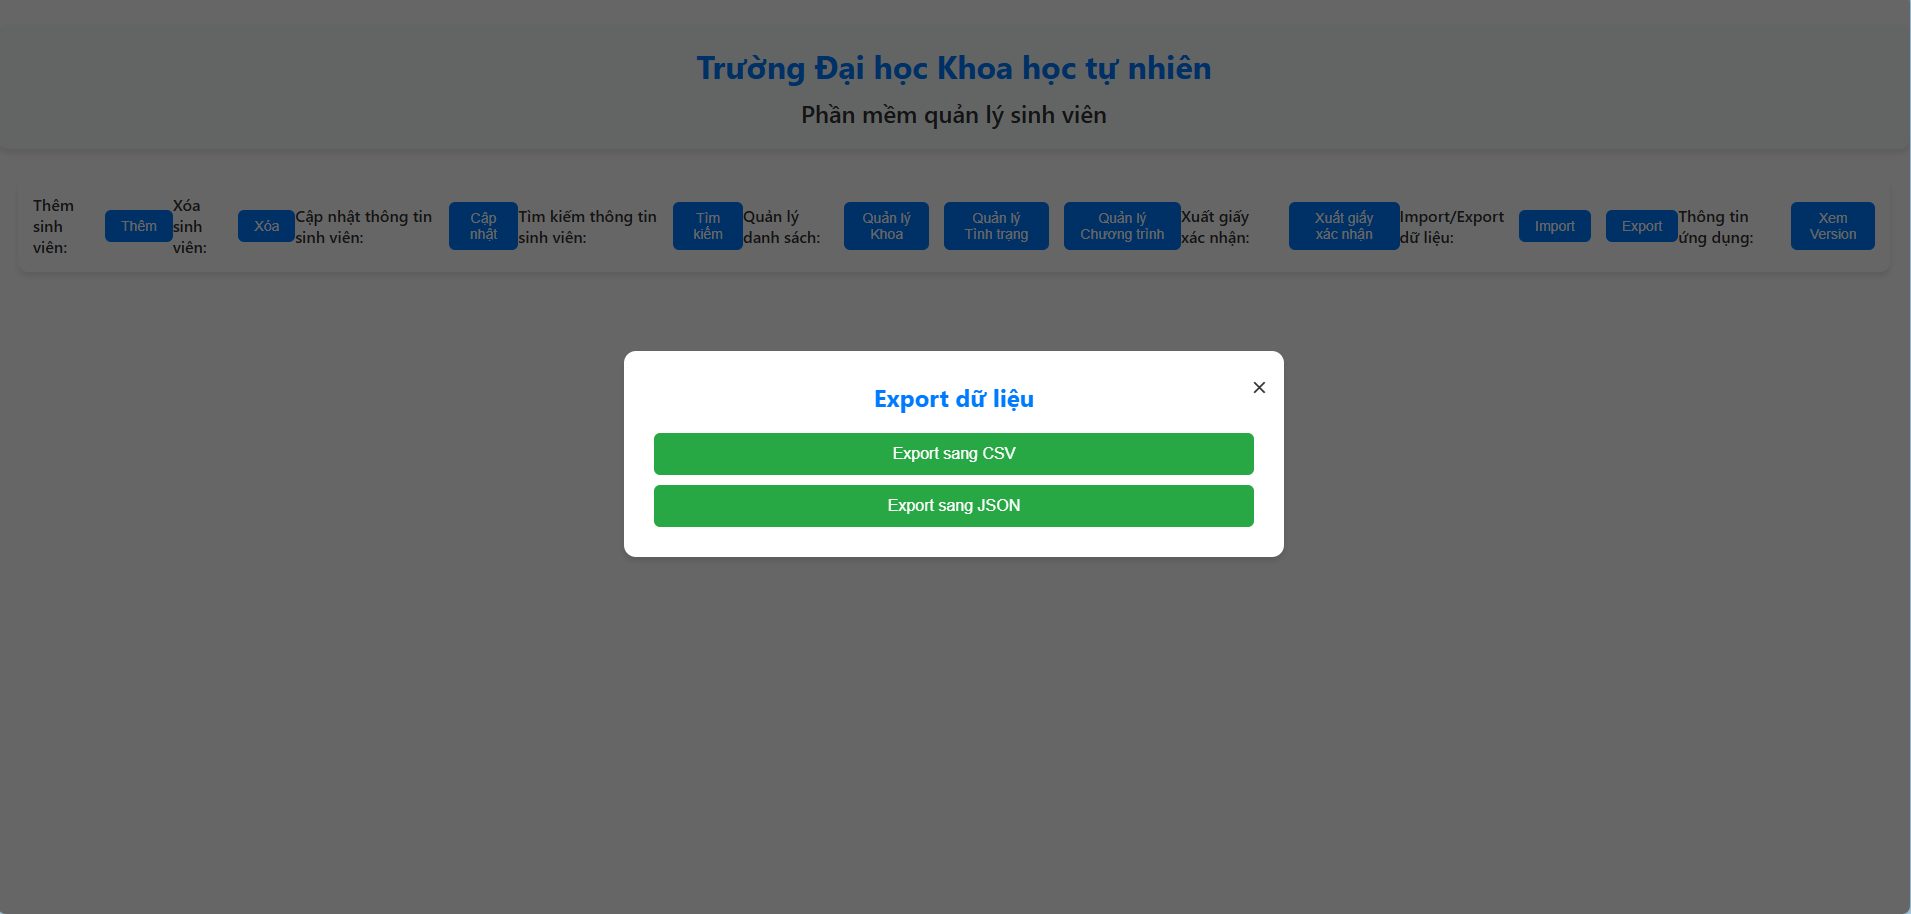 Trường Đại học Khoa học tự nhiên
Phần mềm quản lý sinh viên
Thêm
sinh
viên:
Thêm
Xóa
sinh
viên:
Xóa
Cập nhật thông tin
sinh viên:
Cập
nhật
Tìm kiếm thông tin
sinh viên:
Tìm
kiếm
Quản lý
danh sách:
Quản lý
Khoa
Quản lý
Tình trạng
Quản lý
Chương trình
Xuất giấy
xác nhận:
Xuất giấy
xác nhận
Import/Export
dữ liệu:
Import
Export
Thông tin
ứng dụng:
Xem
Version
Export dữ liệu
×
Export sang CSV
Export sang JSON